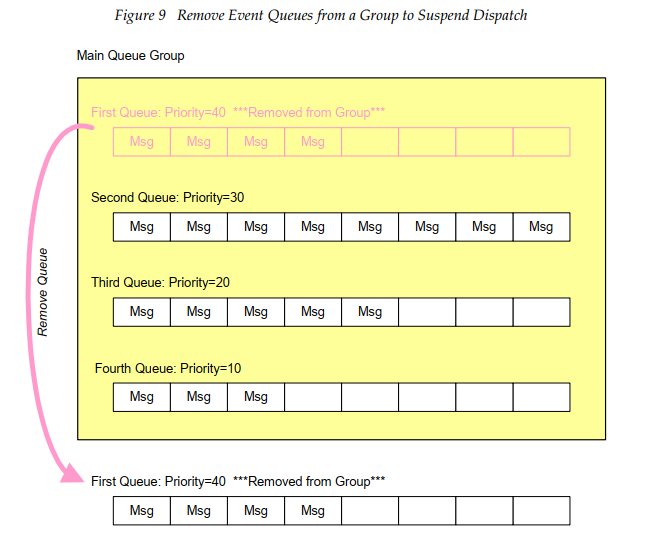 Figure 9 Remove Event Queues from a Group to Suspend Dispatch
Main Queue Group
First Queue: Priority=40 ***Removed from Group***
Msg Msg Msg Msg
Second Queue: Priority=30
Msg Msg Msg Msg Msg Msg Msg Msg
Third Queue: Priority=20
Msg Msg Msg Msg Msg
Remove Queue
Fourth Queue: Priority=10
Msg Msg Msg
First Queue: Priority=40 ***Removed from Group***
Msg Msg Msg Msg